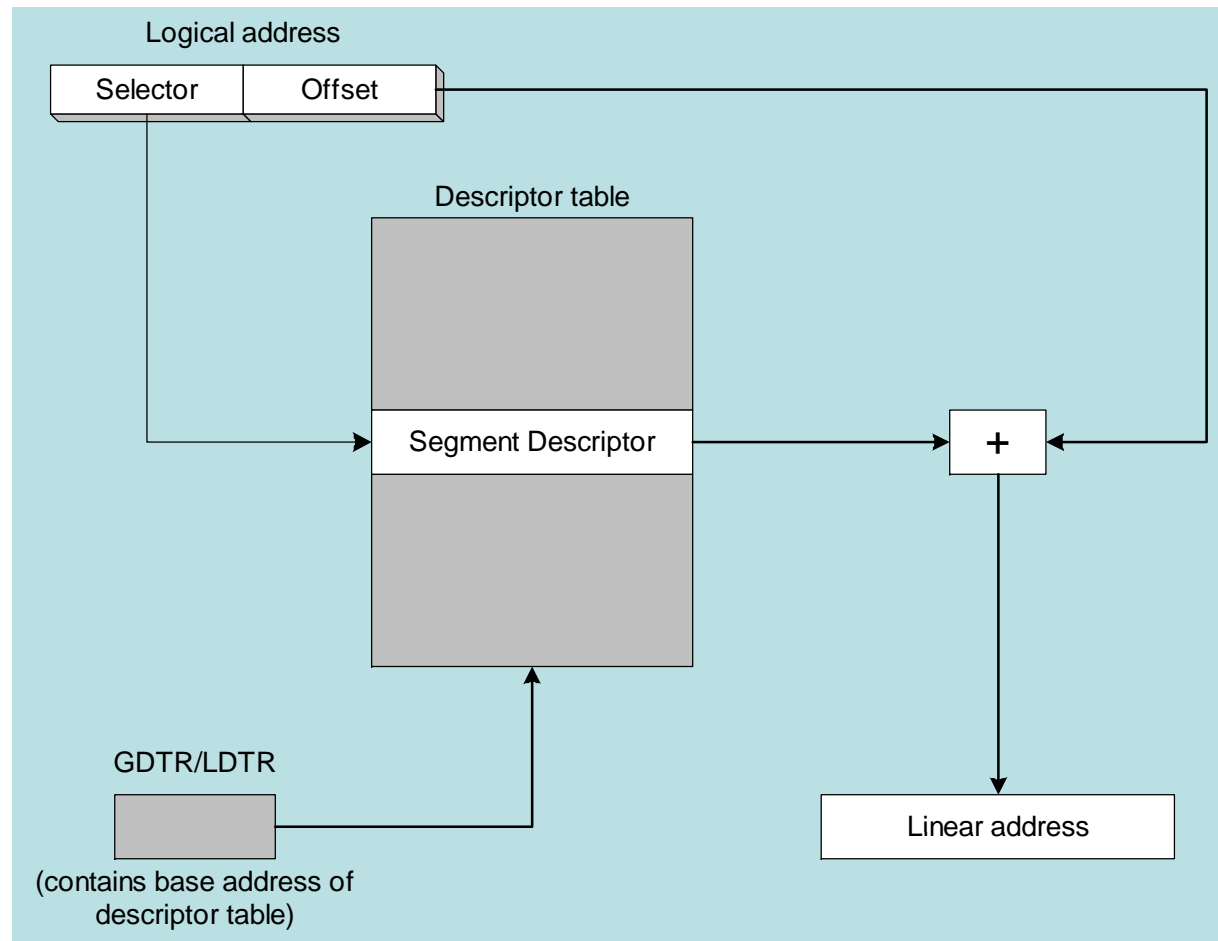 Logical address
Selector
Offset
Descriptor table
Segment Descriptor
+
GDTR/LDTR
Linear address
(contains base address of
descriptor table)